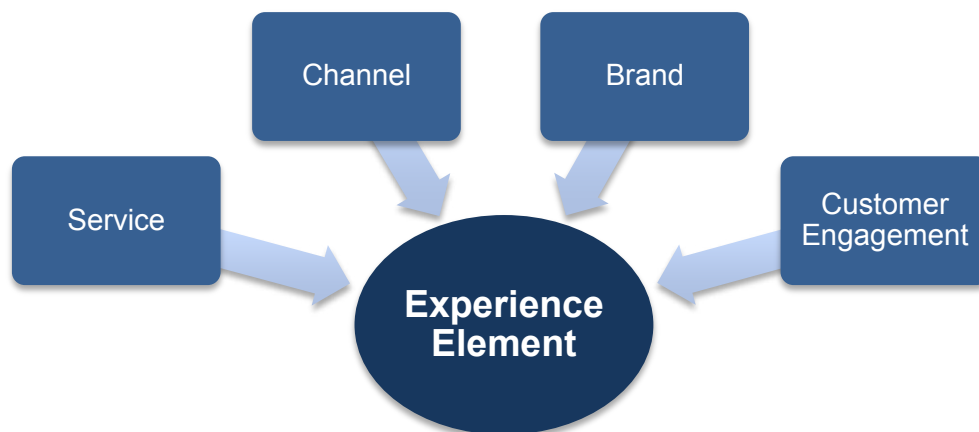 Channel
Brand
Service
Customer
Engagement
Experience
Element